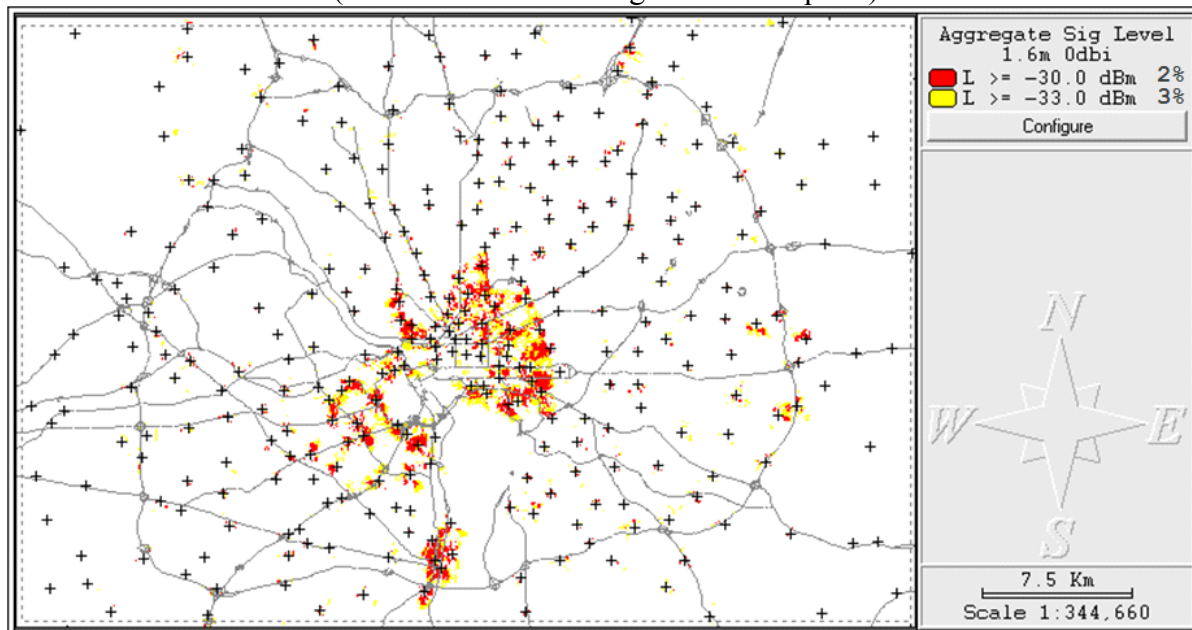 Aggregate Sig Level
1.6m 0dbi
L >= -30.0 dBm 2%
L >= -33.0 dBm 3%
Configure
N
W E
S
7.5 Km
Scale 1:344,660